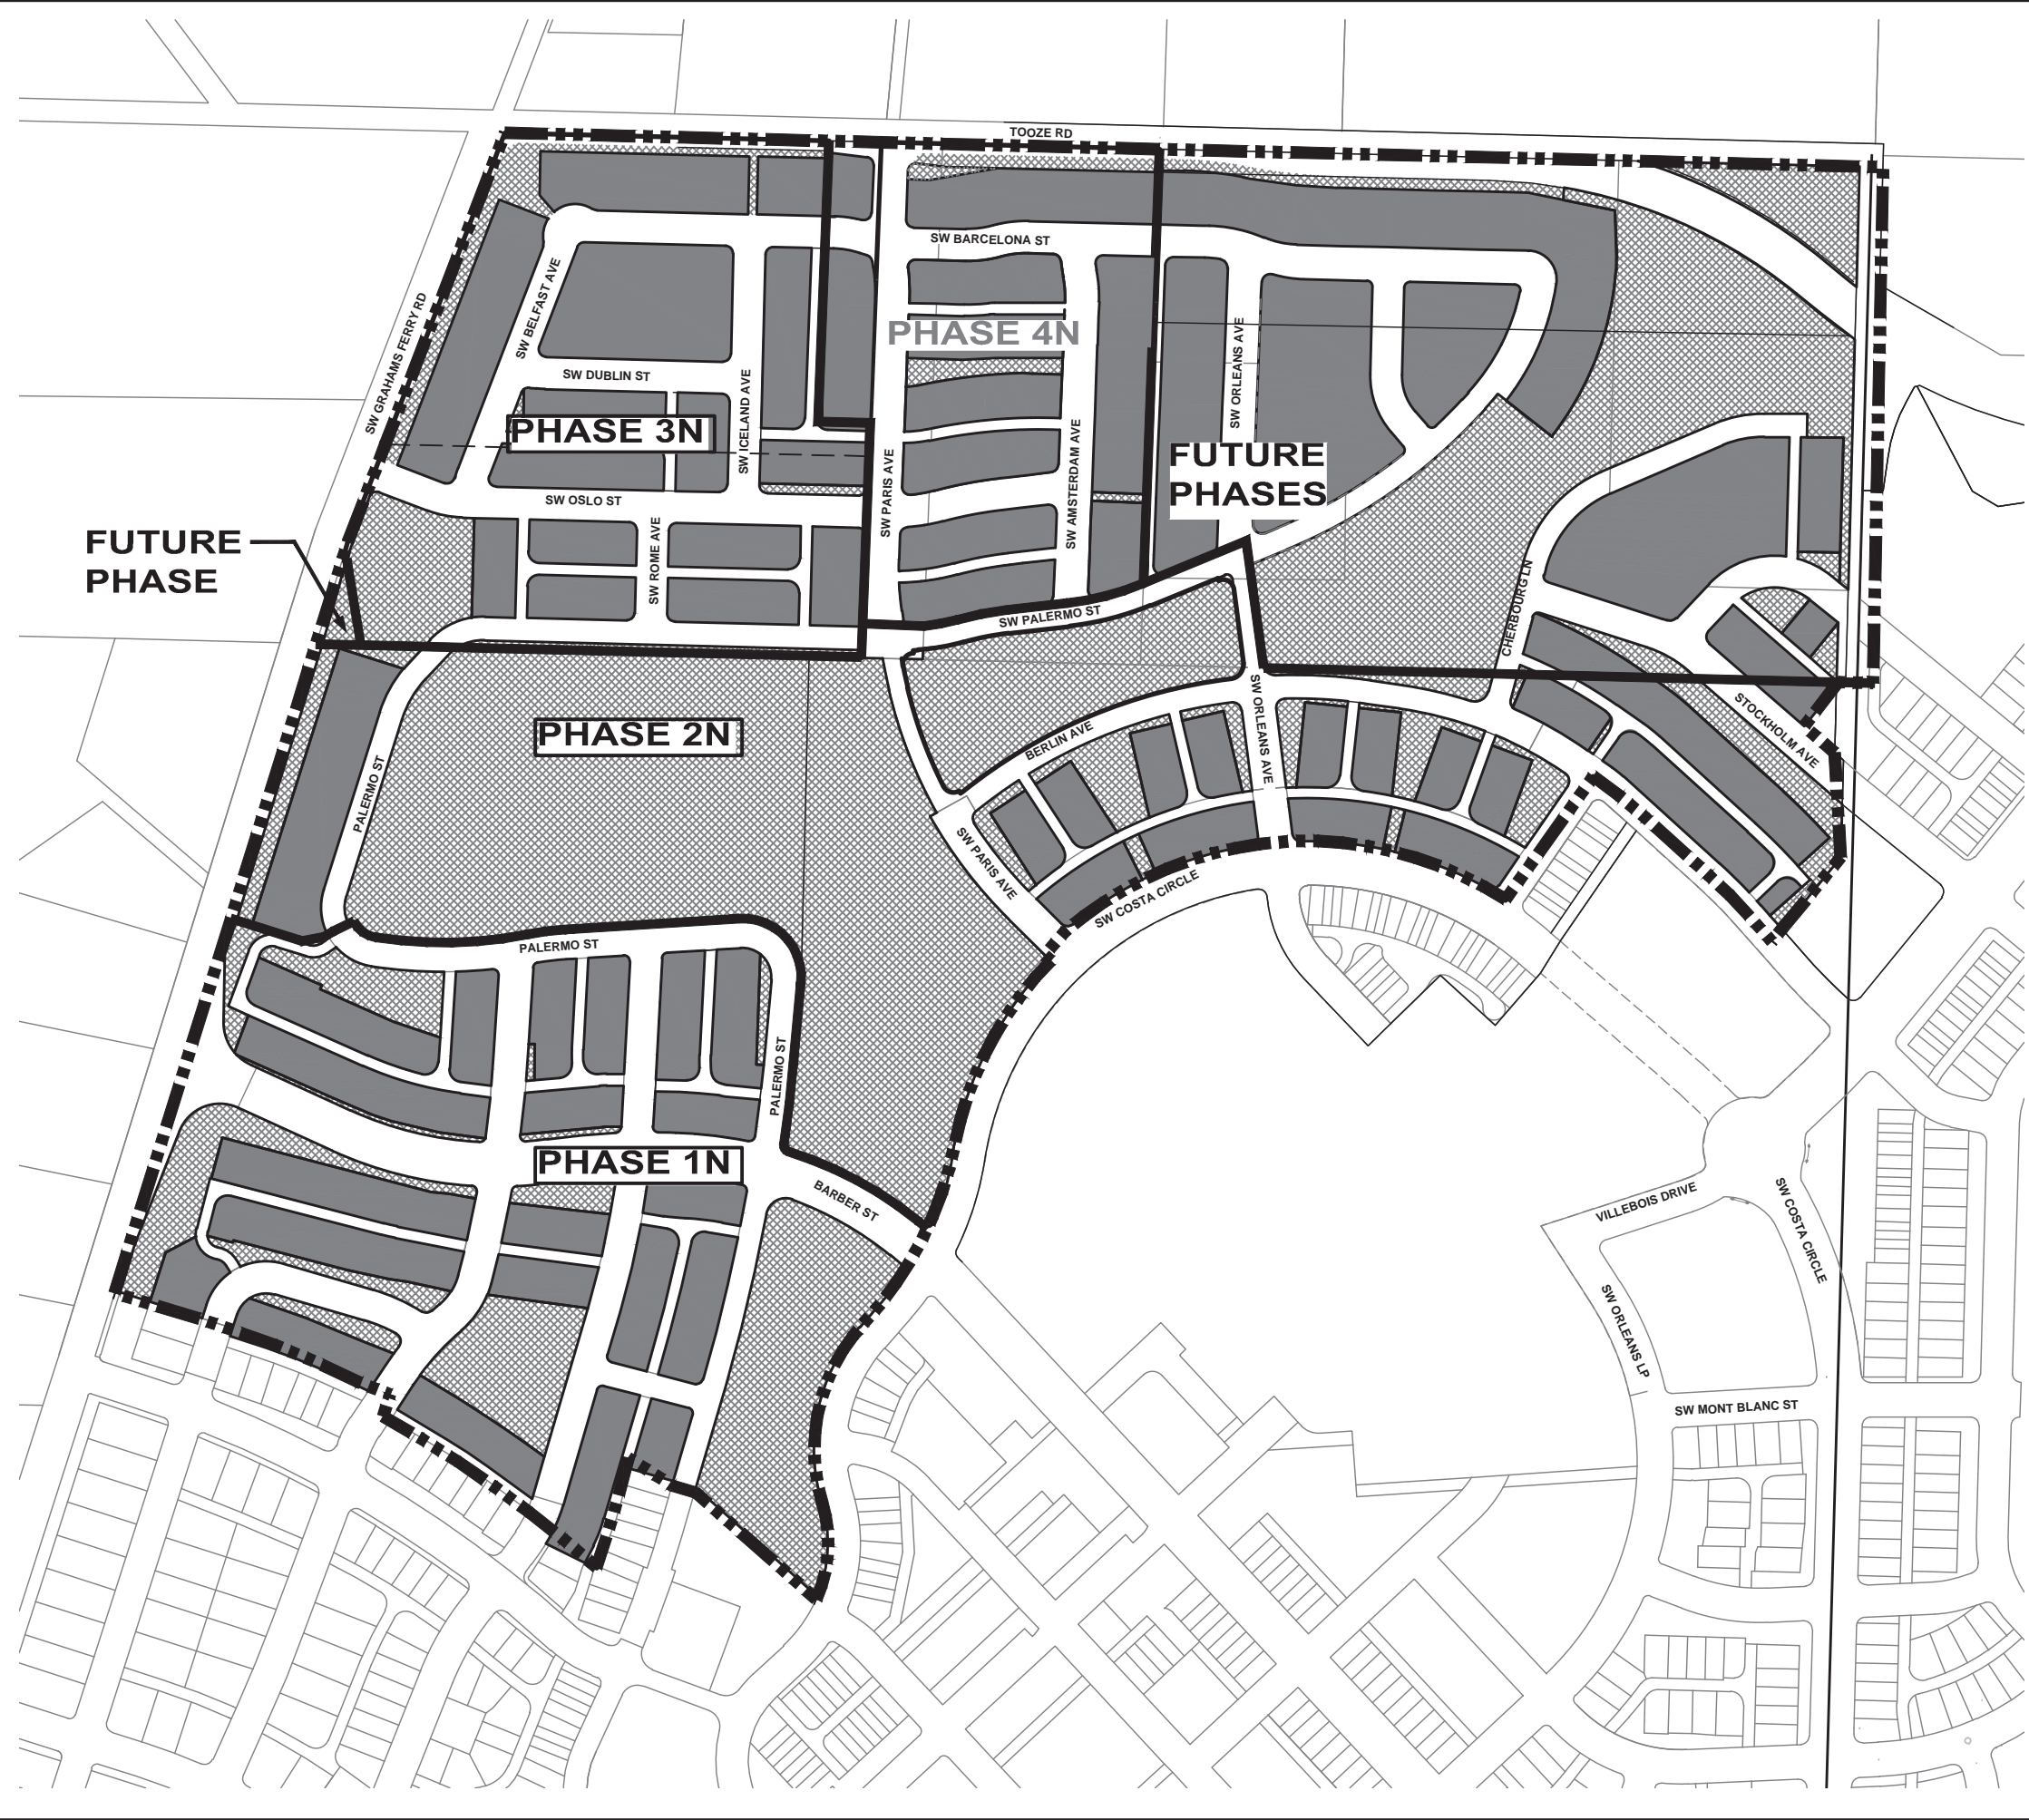 TOOZE RD
SW BARCELONA ST
SW BELFAST AVE
SW GRAHAMS FERRY RD
PHASE 4N
SW DUBLIN ST
SW ICELAND AVE
SW ORLEANS AVE
PHASE 3N
SW PARIS AVE
SW AMSTERDAM AVE
FUTURE
PHASES
SW OSLO ST
FUTURE
PHASE
SW ROME AVE
CHERBOURG LN
SW PALERMO ST
PHASE 2N
SW ORLEANS AVE
BERLIN AVE
STOCKHOLM AVE
PALERMO ST
SW PARIS AVE
SW COSTA CIRCLE
PALERMO ST
PALERMO ST
PHASE 1N
BARBER ST
VILLEBOIS DRIVE
SW COSTA CIRCLE
SW ORLEANS LP
SW MONT BLANC ST